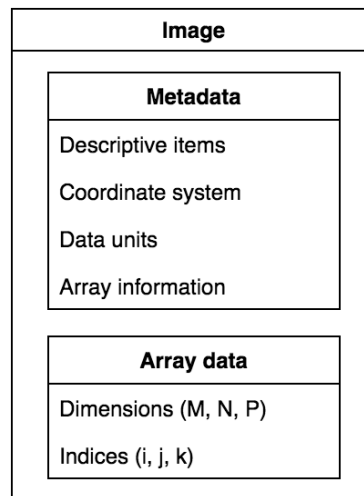 Image
Metadata
Descriptive items
Coordinate system
Data units
Array information
Array data
Dimensions (M, N, P)
Indices (i, j, k)